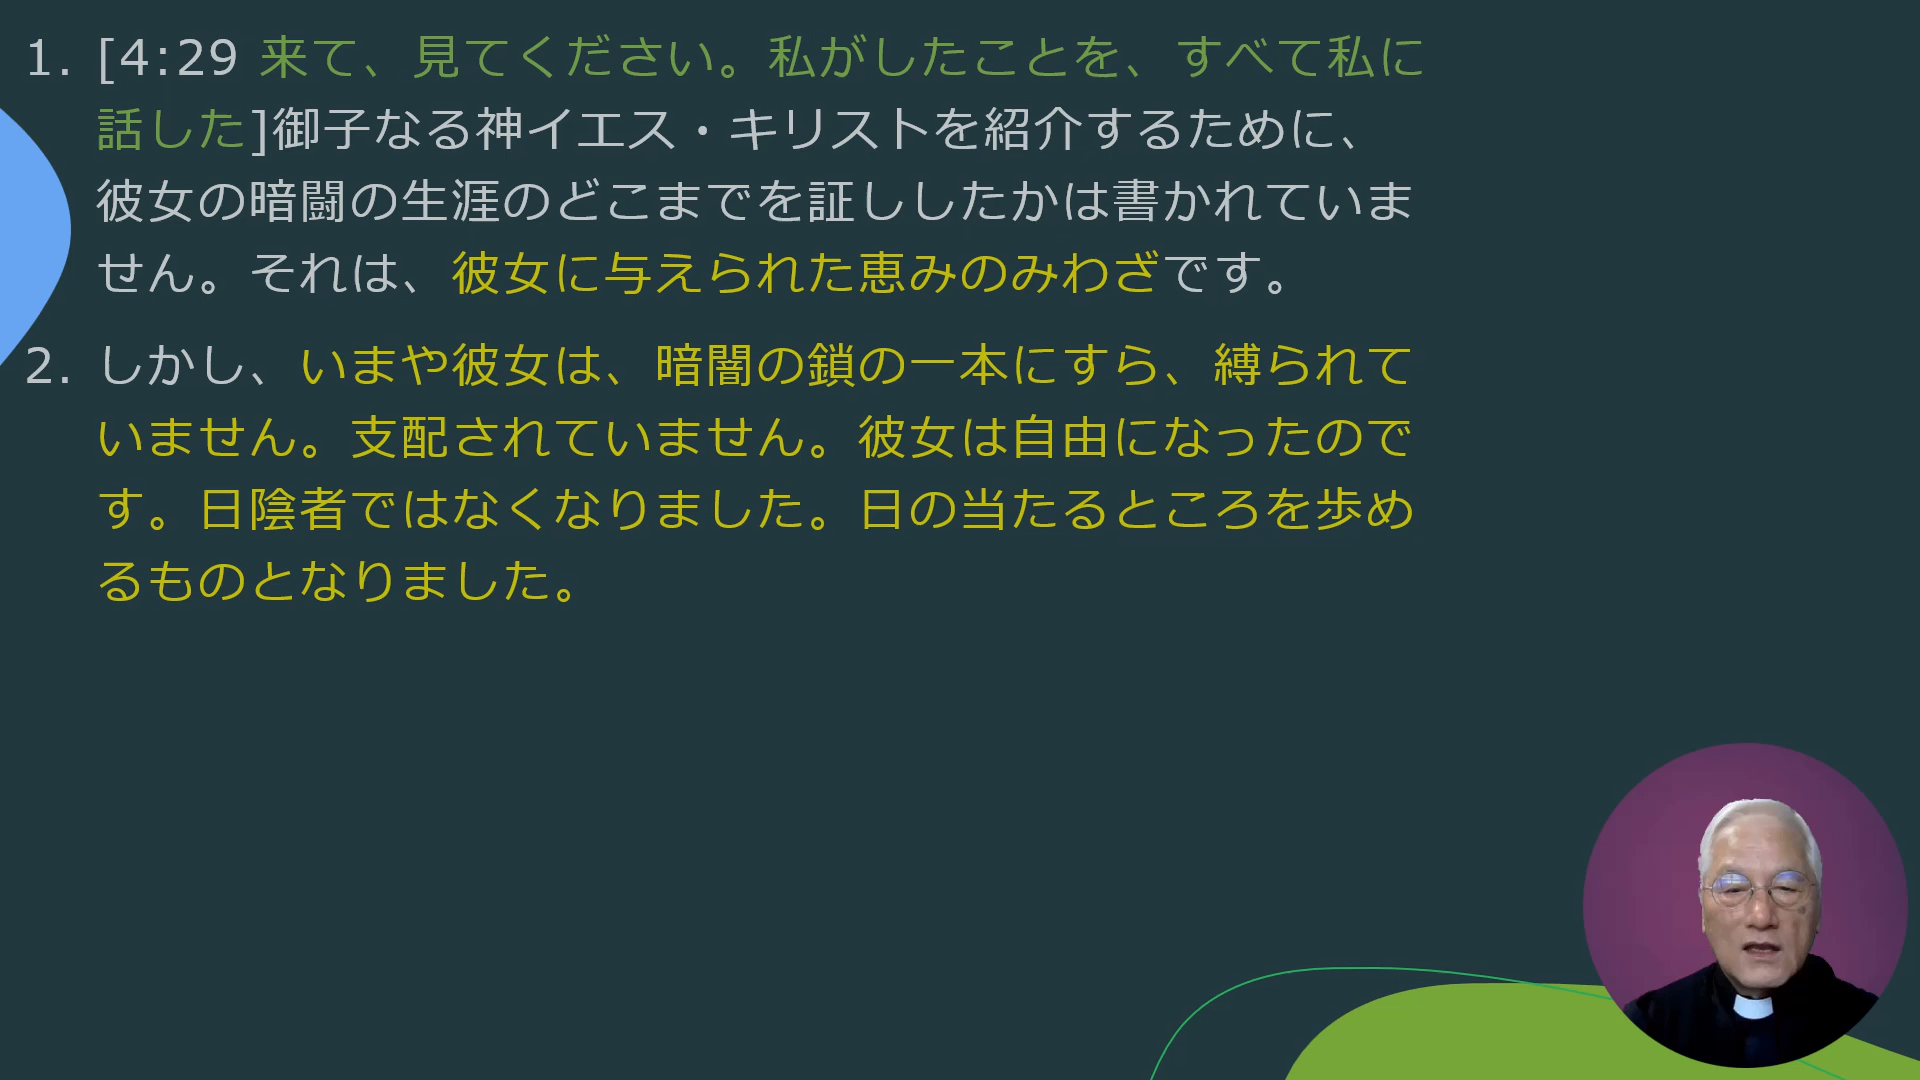 1. [4:29 来て、見てください。私がしたことを、すべて私に
話した]御子なる神イエス・キリストを紹介するために、
彼女の暗闘の生涯のどこまでを証ししたかは書かれていま
せん。それは、彼女に与えられた恵みのみわざです。
2. しかし、いまや彼女は、暗闇の鎖の一本にすら、縛られて
いません。支配されていません。彼女は自由になったので
す。日陰者ではなくなりました。日の当たるところを歩め
るものとなりました。